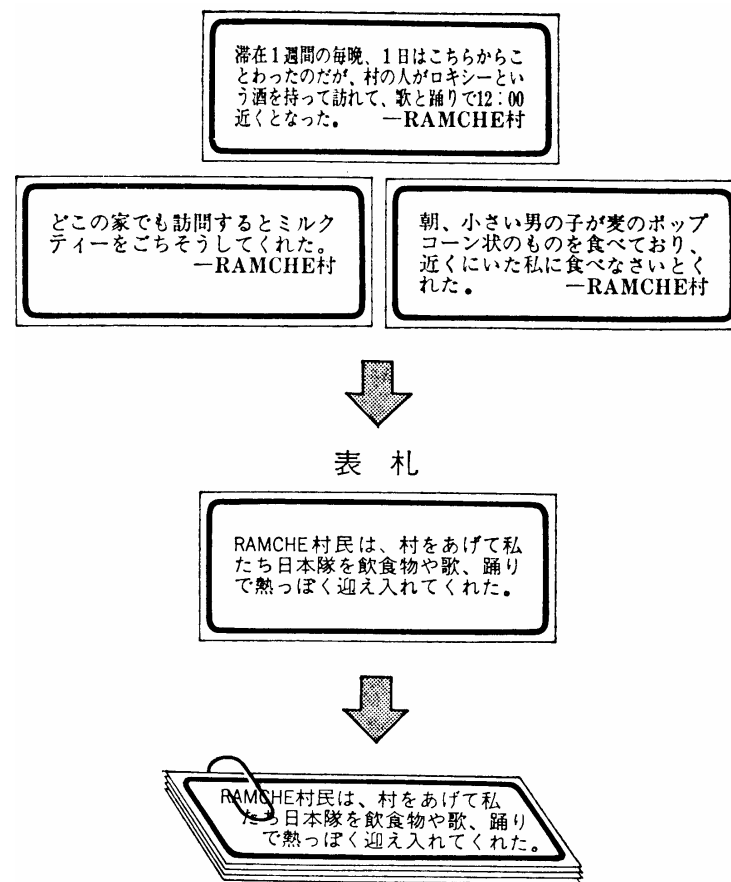 滞在1週間の毎晩、1日はこちらからこ
とわったのだが、村の人がロキシーとい
う酒を持って訪れて、歌と踊りで12:00
近くとなった。 ―RAMCHE村
どこの家でも訪問するとミルク
ティーをごちそうしてくれた。
―RAMCHE村
朝、小さい男の子が麦のポップ
コーン状のものを食べており、
近くにいた私に食べなさいとく
れた。 ―RAMCHE村
表 札
RAMCHE村民は、村をあげて私
たち日本隊を飲食物や歌、踊り
で熱っぽく迎え入れてくれた。
RAMCHE村民は、村をあげて私
たち日本隊を飲食物や歌、踊り
で熱っぽく迎え入れてくれた。